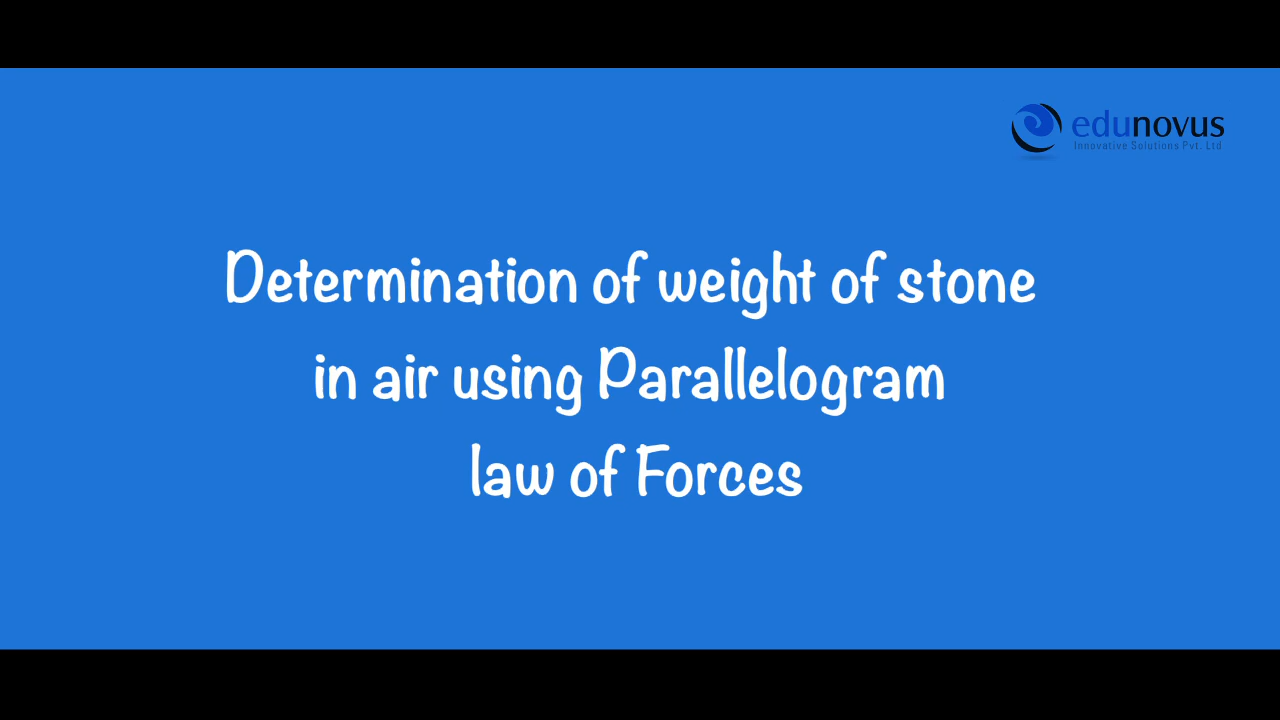 edunovus
Innovative Solutions Pvt. Ltd
Determination of weight of stone
in air using Parallelogram
law of Forces